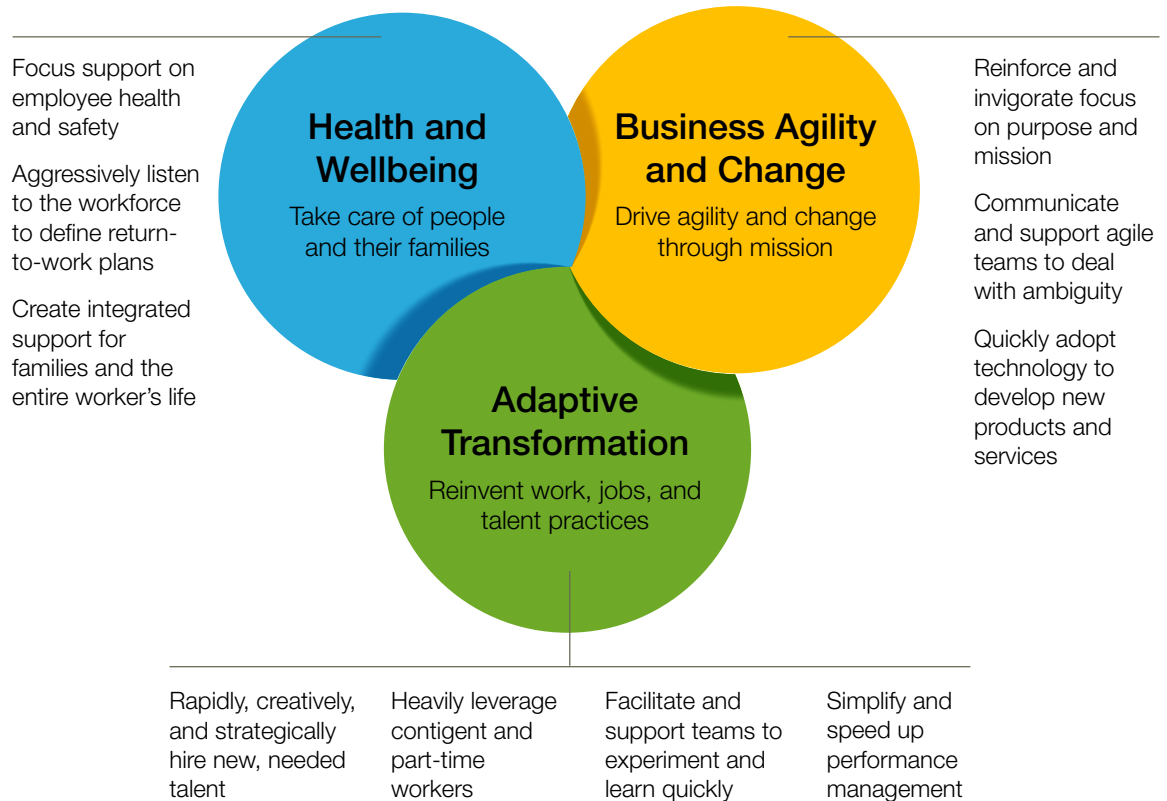 Focus support on
employee health
and safety
Aggressively listen
to the workforce
to define return-
to-work plans
Create integrated
support for
families and the
entire worker’s life
Health and
Wellbeing
Take care of people
and their families
Business Agility
and Change
Drive agility and change
through mission
Reinforce and
invigorate focus
on purpose and
mission
Communicate
and support agile
teams to deal
with ambiguity
Quickly adopt
technology to
develop new
products and
services
Adaptive
Transformation
Reinvent work, jobs, and
talent practices
Rapidly, creatively,
and strategically
hire new, needed
talent
Heavily leverage
contigent and
part-time
workers
Facilitate and
support teams to
experiment and
learn quickly
Simplify and
speed up
performance
management